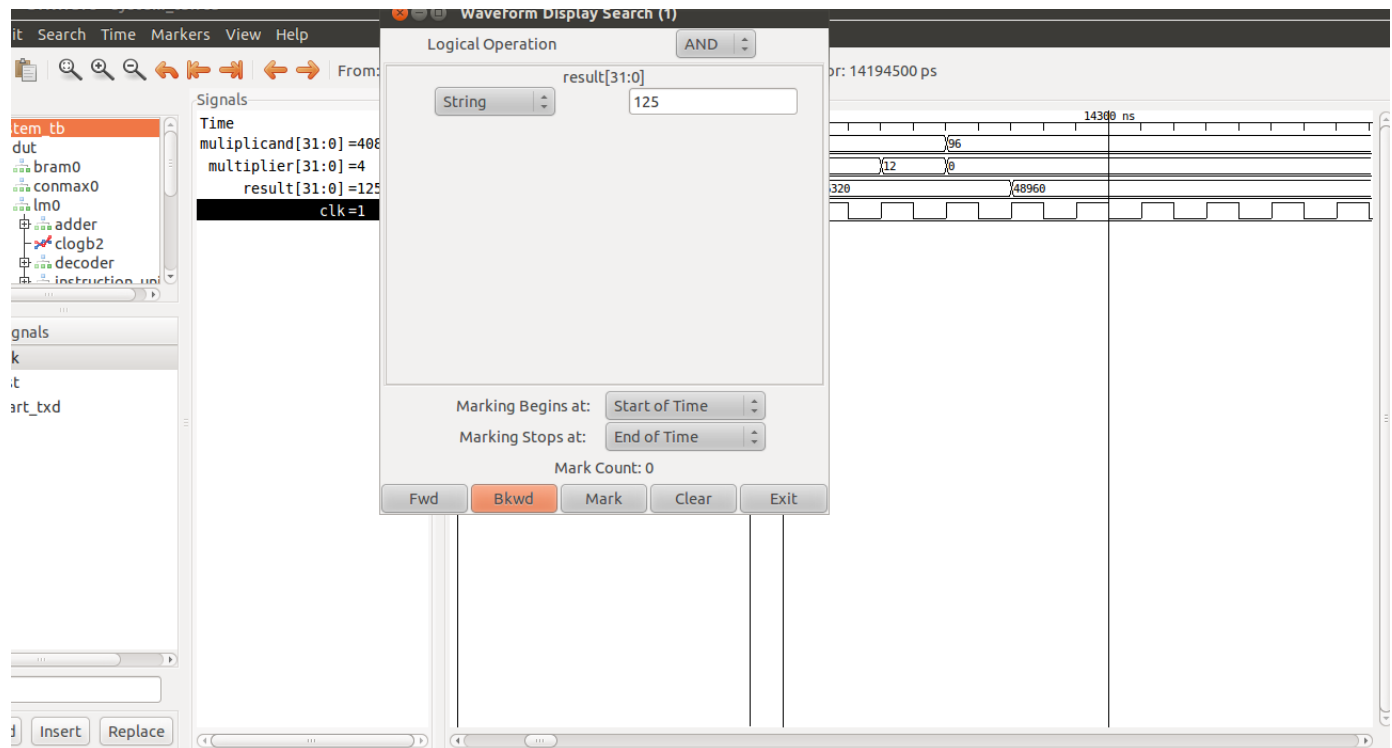 Waveform Display Search (1)
it Search Time Markers View Help
Logical Operation AND
From:
or: 14194500 ps
result[31:0]
String 125
Signals
Time
muliplicand[31:0]=408
multiplier[31:0]=4
result[31:0]=125
clk=1
14300 ns
96
12 0
320 48960
tem_tb
dut
bram0
conmax0
lm0
adder
clogb2
decoder
instruction_uni
gnals
k
st
art_txd
Marking Begins at: Start of Time
Marking Stops at: End of Time
Mark Count: 0
Fwd Bkwd Mark Clear Exit
Insert Replace